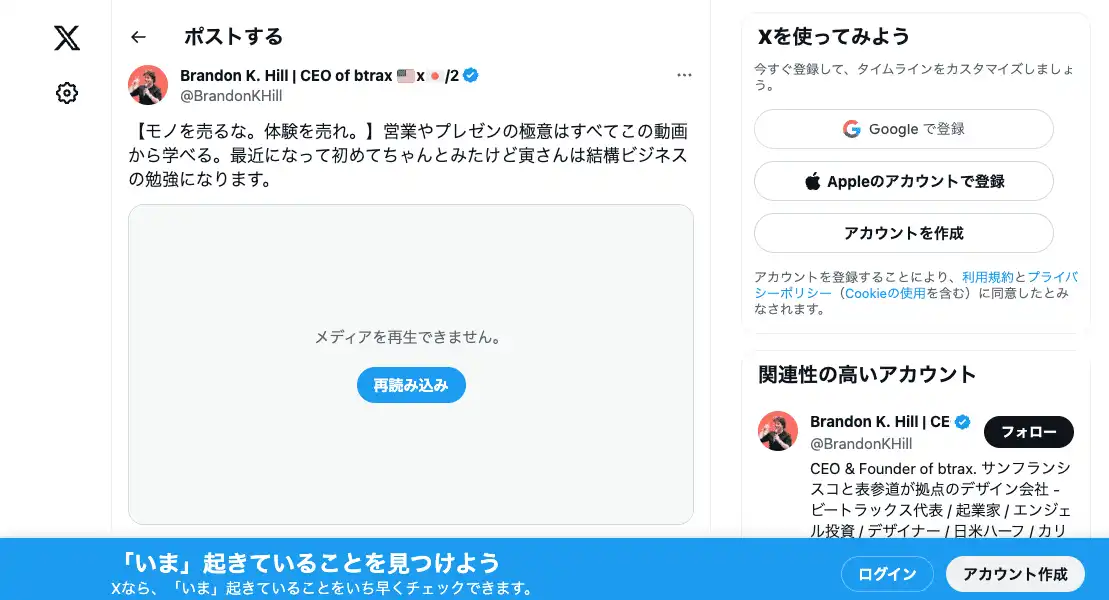 ポストする
Brandon K. Hill | CEO of btrax 🇺🇸x🇯🇵/2
@BrandonKHill
【モノを売るな。体験を売れ。】営業やプレゼンの極意はすべてこの動画
から学べる。最近になって初めてちゃんとみたけど寅さんは結構ビジネス
の勉強になります。
メディアを再生できません。
再読み込み
Xを使ってみよう
今すぐ登録して、タイムラインをカスタマイズしましょ
う。
Google で登録
Appleのアカウントで登録
アカウントを作成
アカウントを登録することにより、利用規約とプライバ
シーポリシー（Cookieの使用を含む）に同意したとみ
なされます。
関連性の高いアカウント
Brandon K. Hill | CE
@BrandonKHill
フォロー
CEO & Founder of btrax. サンフランシ
スコと表参道が拠点のデザイン会社 -
ビートラックス代表 / 起業家 / エンジェ
ル投資 / デザイナー / 日米ハーフ / カリ
「いま」起きていることを見つけよう
Xなら、「いま」起きていることをいち早くチェックできます。
ログイン
アカウント作成